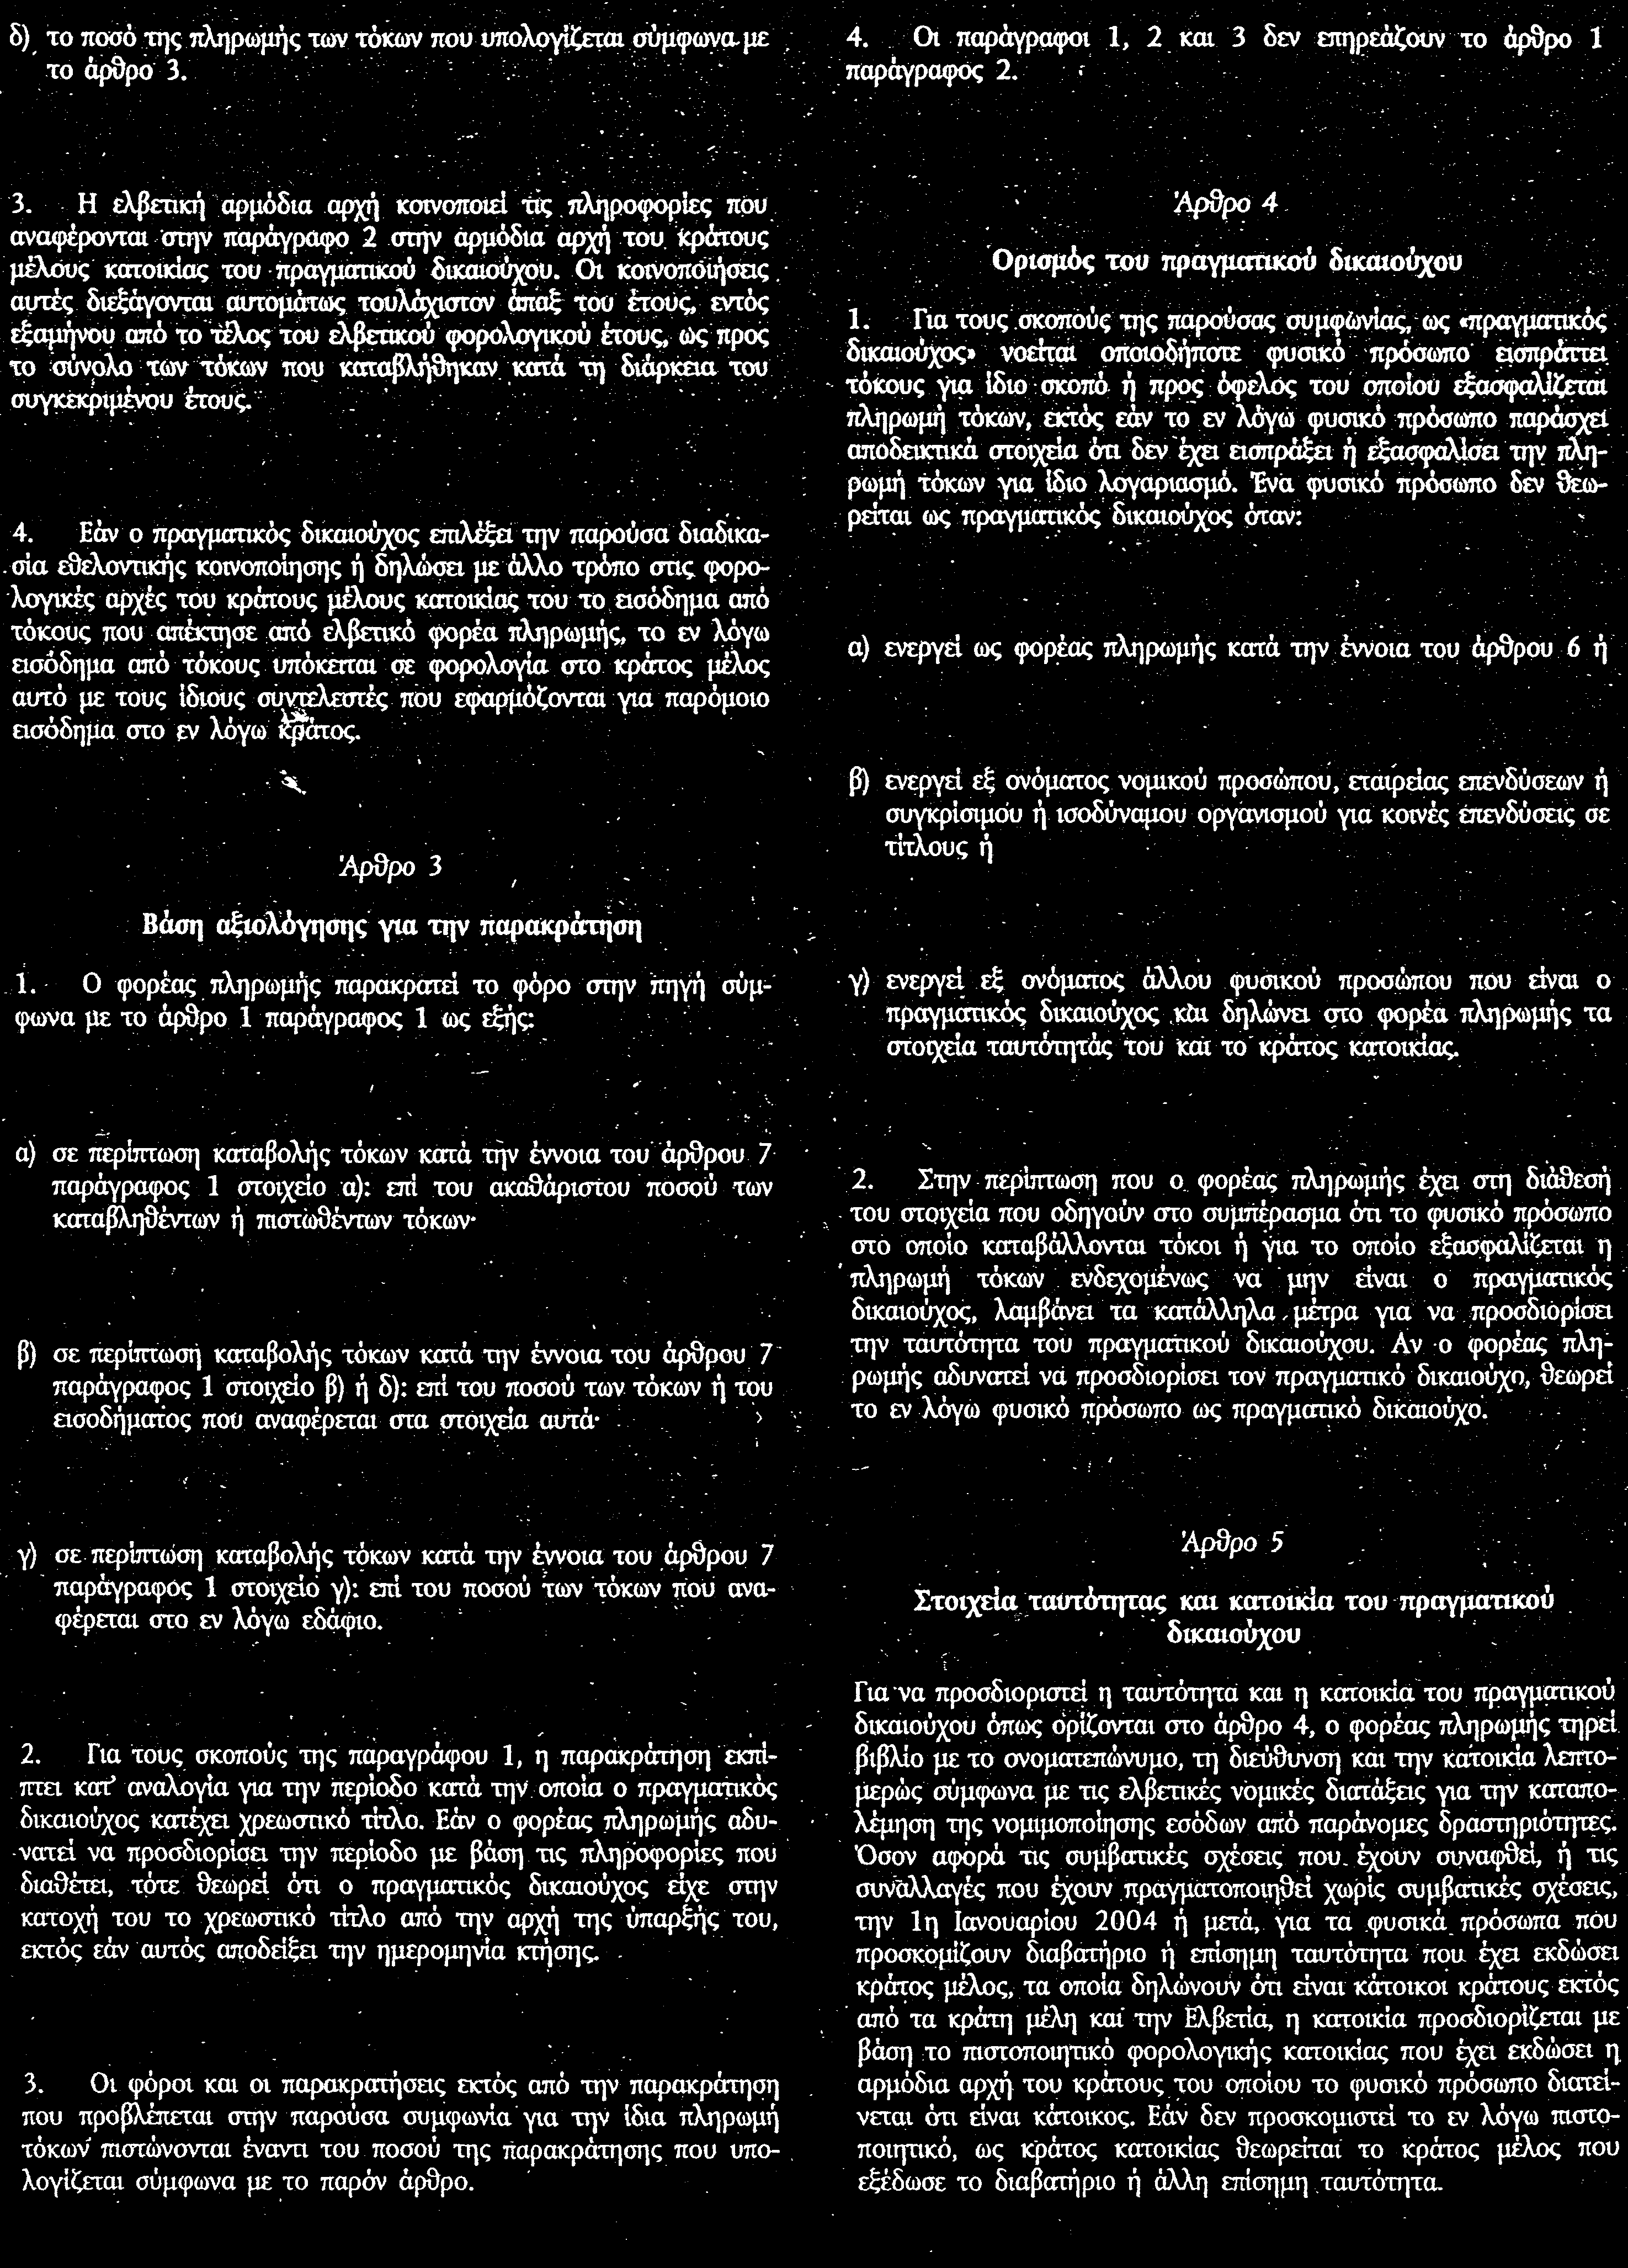 δ) το ποσό της πληρωμής των τόκων που υπολογίζεται σύμφωνα με
το άρθρο 3.
3. Η ελβετική αρμόδια αρχή κοινοποιεί τις πληροφορίες που
αναφέρονται στην παράγραφο 2 στην αρμόδια αρχή του κράτους
μέλους κατοικίας του πραγματικού δικαιούχου. Οι κοινοποιήσεις
αυτές διεξάγονται αυτομάτως τουλάχιστον άπαξ του έτους, εντός
εξαμήνου από το τέλος του ελβετικού φορολογικού έτους, ως προς
το σύνολο των τόκων που καταβλήθηκαν κατά τη διάρκεια του
συγκεκριμένου έτους.
4. Εάν ο πραγματικός δικαιούχος επιλέξει την παρούσα διαδικα-
σία εθελοντικής κοινοποίησης ή δηλώσει με άλλο τρόπο στις φορο-
λογικές αρχές του κράτους μέλους κατοικίας του το εισόδημα από
τόκους που απέκτησε από ελβετικό φορέα πληρωμής, το εν λόγω
εισόδημα από τόκους υπόκειται σε φορολογία στο κράτος μέλος
αυτό με τους ίδιους συντελεστές που εφαρμόζονται για παρόμοιο
εισόδημα στο εν λόγω κράτος.
Άρθρο 3
Βάση αξιολόγησης για την παρακράτηση
1. Ο φορέας πληρωμής παρακρατεί το φόρο στην πηγή σύμ-
φωνα με το άρθρο 1 παράγραφος 1 ως εξής:
α) σε περίπτωση καταβολής τόκων κατά την έννοια του άρθρου 7
παράγραφος 1 στοιχείο α): επί του ακαθάριστου ποσού των
καταβληθέντων ή πιστωθέντων τόκων·
β) σε περίπτωση καταβολής τόκων κατά την έννοια του άρθρου 7
παράγραφος 1 στοιχείο β) ή δ): επί του ποσού των τόκων ή του
εισοδήματος που αναφέρεται στα στοιχεία αυτά·
γ) σε περίπτωση καταβολής τόκων κατά την έννοια του άρθρου 7
παράγραφος 1 στοιχείο γ): επί του ποσού των τόκων που ανα-
φέρεται στο εν λόγω εδάφιο.
2. Για τους σκοπούς της παραγράφου 1, η παρακράτηση εκπί-
πτει κατ' αναλογία για την περίοδο κατά την οποία ο πραγματικός
δικαιούχος κατέχει χρεωστικό τίτλο. Εάν ο φορέας πληρωμής αδυ-
νατεί να προσδιορίσει την περίοδο με βάση τις πληροφορίες που
διαθέτει, τότε θεωρεί ότι ο πραγματικός δικαιούχος είχε στην
κατοχή του το χρεωστικό τίτλο από την αρχή της ύπαρξής του,
εκτός εάν αυτός αποδείξει την ημερομηνία κτήσης.
3. Οι φόροι και οι παρακρατήσεις εκτός από την παρακράτηση
που προβλέπεται στην παρούσα συμφωνία για την ίδια πληρωμή
τόκων πιστώνονται έναντι του ποσού της παρακράτησης που υπο-
λογίζεται σύμφωνα με το παρόν άρθρο.
4. Οι παράγραφοι 1, 2 και 3 δεν επηρεάζουν το άρθρο 1
παράγραφος 2.
Άρθρο 4
Ορισμός του πραγματικού δικαιούχου
1. Για τους σκοπούς της παρούσας συμφωνίας, ως «πραγματικός
δικαιούχος» νοείται οποιοδήποτε φυσικό πρόσωπο εισπράττει
τόκους για ίδιο σκοπό ή προς όφελος του οποίου εξασφαλίζεται
πληρωμή τόκων, εκτός εάν το εν λόγω φυσικό πρόσωπο παράσχει
αποδεικτικά στοιχεία ότι δεν έχει εισπράξει ή εξασφαλίσει την πλη-
ρωμή τόκων για ίδιο λογαριασμό. Ένα φυσικό πρόσωπο δεν θεω-
ρείται ως πραγματικός δικαιούχος όταν:
α) ενεργεί ως φορέας πληρωμής κατά την έννοια του άρθρου 6 ή
β) ενεργεί εξ ονόματος νομικού προσώπου, εταιρείας επενδύσεων ή
συγκρίσιμου ή ισοδύναμου οργανισμού για κοινές επενδύσεις σε
τίτλους ή
γ) ενεργεί εξ ονόματος άλλου φυσικού προσώπου που είναι ο
πραγματικός δικαιούχος και δηλώνει στο φορέα πληρωμής τα
στοιχεία ταυτότητάς του και το κράτος κατοικίας.
2. Στην περίπτωση που ο φορέας πληρωμής έχει στη διάθεσή
του στοιχεία που οδηγούν στο συμπέρασμα ότι το φυσικό πρόσωπο
στο οποίο καταβάλλονται τόκοι ή για το οποίο εξασφαλίζεται η
πληρωμή τόκων ενδεχομένως να μην είναι ο πραγματικός
δικαιούχος, λαμβάνει τα κατάλληλα μέτρα για να προσδιορίσει
την ταυτότητα του πραγματικού δικαιούχου. Αν ο φορέας πλη-
ρωμής αδυνατεί να προσδιορίσει τον πραγματικό δικαιούχο, θεωρεί
το εν λόγω φυσικό πρόσωπο ως πραγματικό δικαιούχο.
Άρθρο 5
Στοιχεία ταυτότητας και κατοικία του πραγματικού
δικαιούχου
Για να προσδιοριστεί η ταυτότητα και η κατοικία του πραγματικού
δικαιούχου όπως ορίζονται στο άρθρο 4, ο φορέας πληρωμής τηρεί
βιβλίο με το ονοματεπώνυμο, τη διεύθυνση και την κατοικία λεπτο-
μερώς σύμφωνα με τις ελβετικές νομικές διατάξεις για την καταπο-
λέμηση της νομιμοποίησης εσόδων από παράνομες δραστηριότητες.
Όσον αφορά τις συμβατικές σχέσεις που έχουν συναφθεί, ή τις
συναλλαγές που έχουν πραγματοποιηθεί χωρίς συμβατικές σχέσεις,
την 1η Ιανουαρίου 2004 ή μετά, για τα φυσικά πρόσωπα που
προσκομίζουν διαβατήριο ή επίσημη ταυτότητα που έχει εκδώσει
κράτος μέλος, τα οποία δηλώνουν ότι είναι κάτοικοι κράτους εκτός
από τα κράτη μέλη και την Ελβετία, η κατοικία προσδιορίζεται με
βάση το πιστοποιητικό φορολογικής κατοικίας που έχει εκδώσει η
αρμόδια αρχή του κράτους του οποίου το φυσικό πρόσωπο διατεί-
νεται ότι είναι κάτοικος. Εάν δεν προσκομιστεί το εν λόγω πιστο-
ποιητικό, ως κράτος κατοικίας θεωρείται το κράτος μέλος που
εξέδωσε το διαβατήριο ή άλλη επίσημη ταυτότητα.